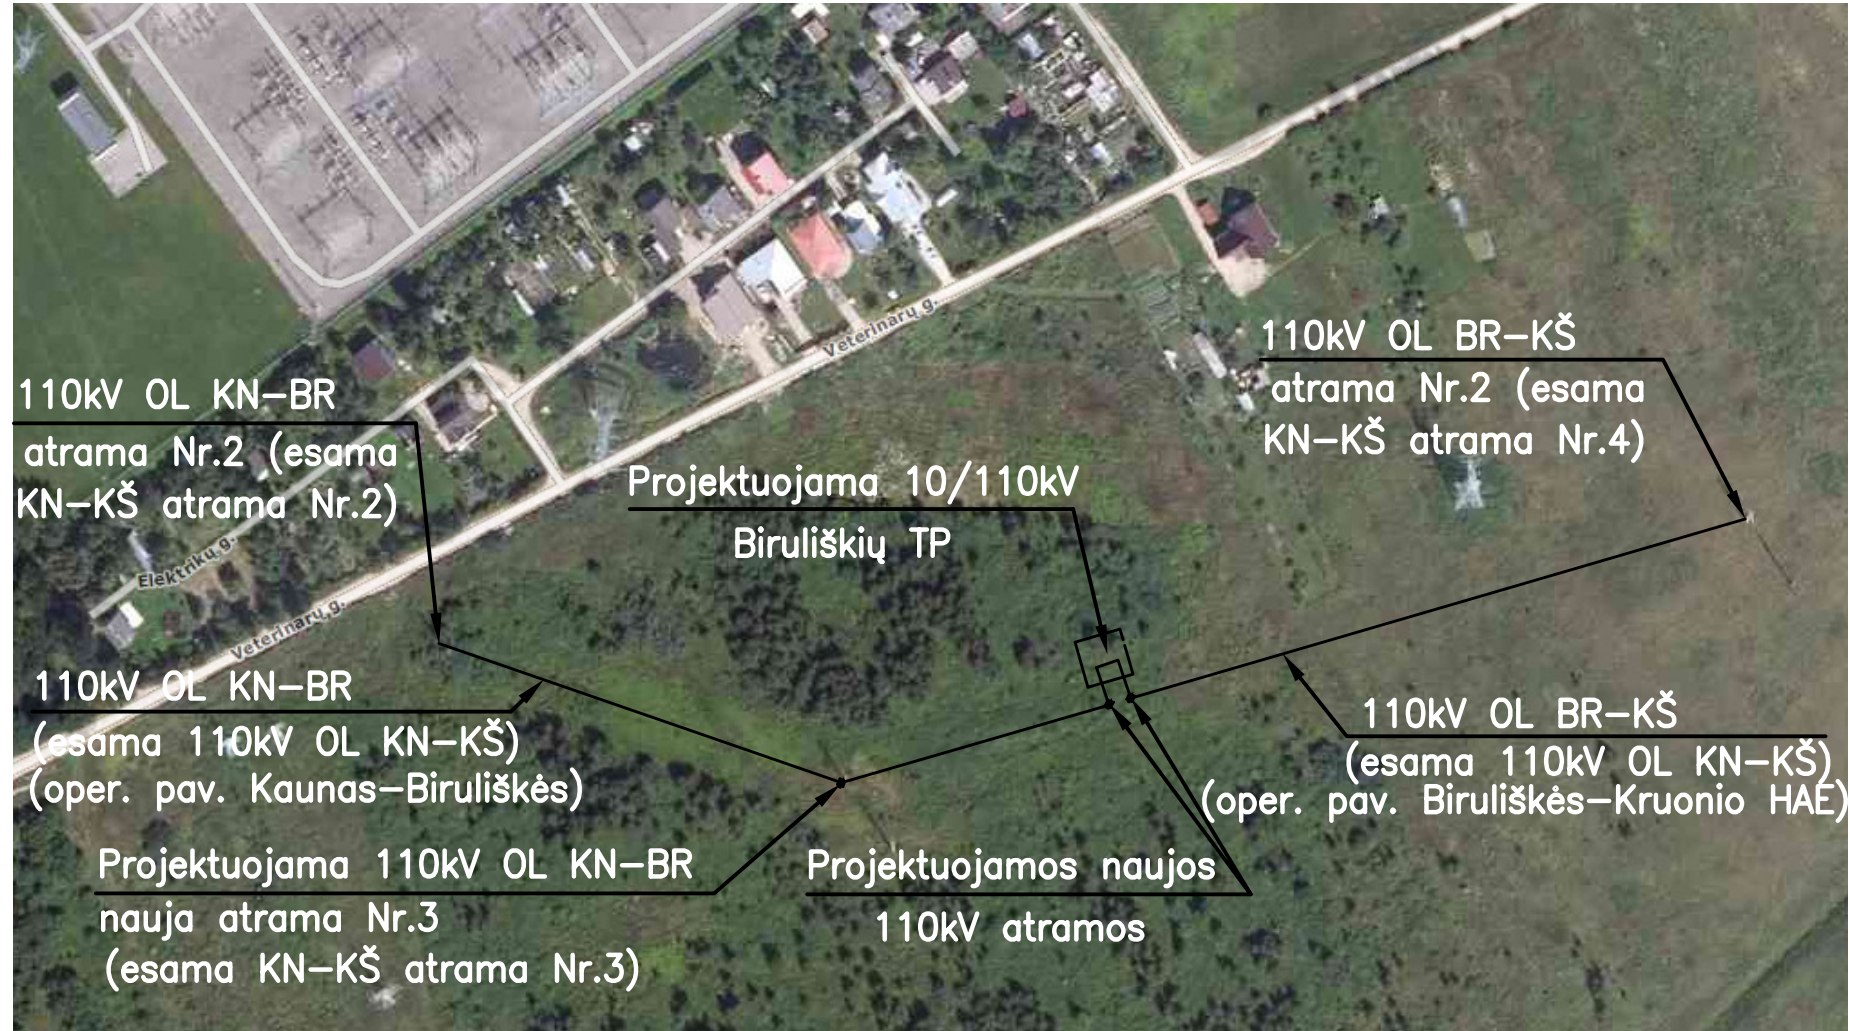 Veterinarų g.
110kV OL BR–KŠ
atrama Nr.2 (esama
KN–KŠ atrama Nr.4)
110kV OL KN–BR
atrama Nr.2 (esama
KN–KŠ atrama Nr.2)
Projektuojama 10/110kV
Biruliškių TP
Elektrikų g.
Veterinarų g.
110kV OL KN–BR
(esama 110kV OL KN–KŠ)
(oper. pav. Kaunas–Biruliškės)
110kV OL BR–KŠ
(esama 110kV OL KN–KŠ)
(oper. pav. Biruliškės–Kruonio HAE)
Projektuojama 110kV OL KN–BR
nauja atrama Nr.3
(esama KN–KŠ atrama Nr.3)
Projektuojamos naujos
110kV atramos